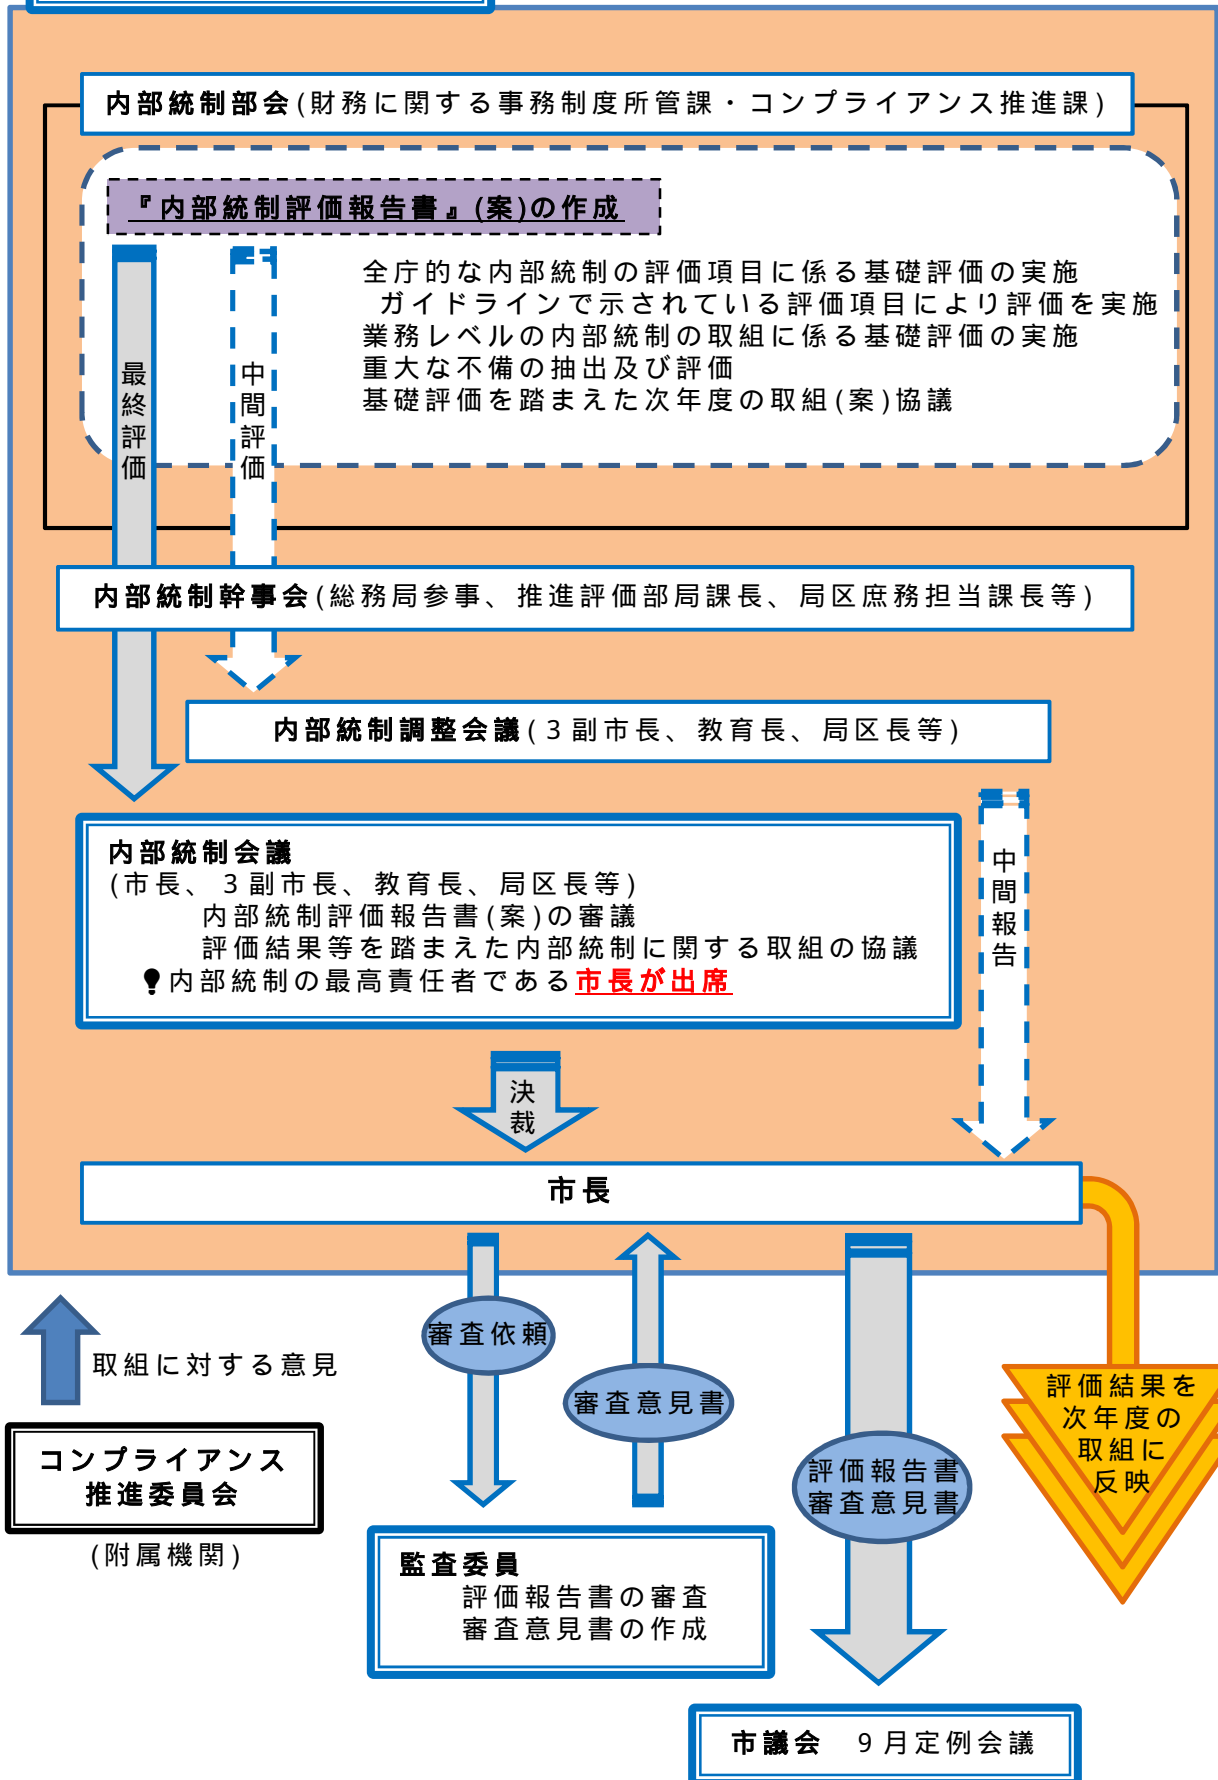 内部統制部会(財務に関する事務制度所管課・コンプライアンス推進課)
『内部統制評価報告書』(案)の作成
全庁的な内部統制の評価項目に係る基礎評価の実施
ガイドラインで示されている評価項目により評価を実施
業務レベルの内部統制の取組に係る基礎評価の実施
重大な不備の抽出及び評価
基礎評価を踏まえた次年度の取組(案)協議
最終評価
中間評価
内部統制幹事会(総務局参事、推進評価部局課長、局区庶務担当課長等)
内部統制調整会議(3副市長、教育長、局区長等)
内部統制会議
(市長、3副市長、教育長、局区長等)
内部統制評価報告書(案)の審議
評価結果等を踏まえた内部統制に関する取組の協議
内部統制の最高責任者である市長が出席
中間報告
決裁
市長
審査依頼
審査意見書
取組に対する意見
コンプライアンス
推進委員会
(附属機関)
評価報告書
審査意見書
評価結果を
次年度の
取組に
反映
監査委員
評価報告書の審査
審査意見書の作成
市議会 9月定例会議